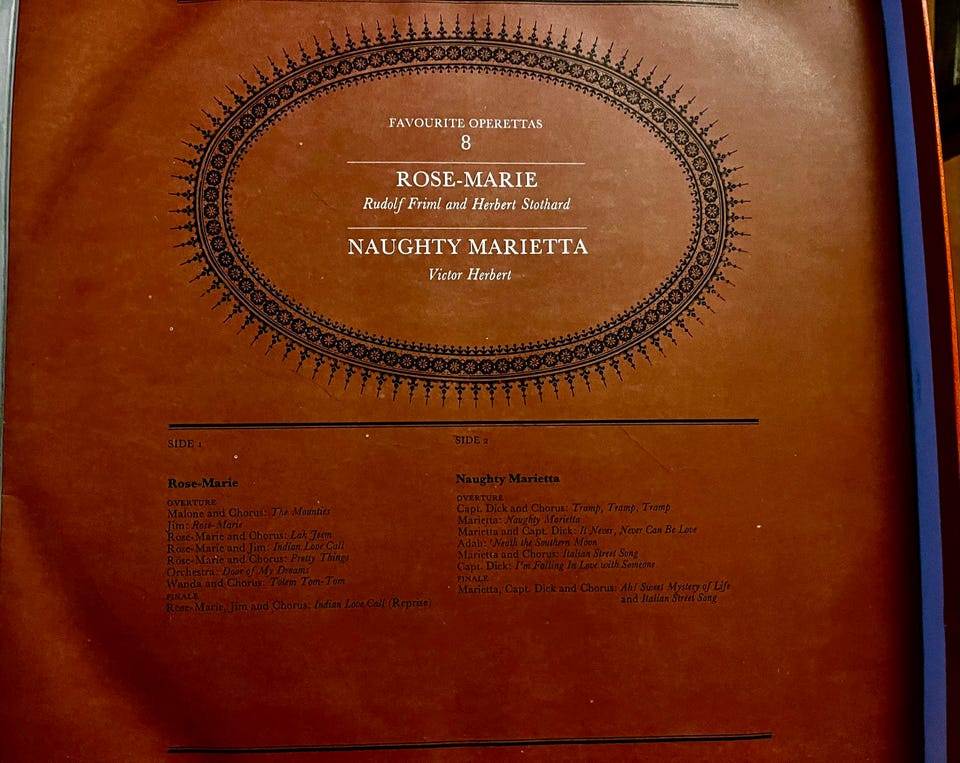 FAVOURITE OPERETTAS
8
ROSE-MARIE
Rudolf Friml and Herbert Stothard
NAUGHTY MARIETTA
Victor Herbert
SIDE 1
Rose-Marie
OVERTURE
Malone and Chorus: The Mounties
Jim: Rose-Marie
Rose-Marie and Chorus: Lak Jeem
Rose-Marie and Jim: Indian Love Call
Rose-Marie and Chorus: Pretty Things
Orchestra: Door of My Dreams
Wanda and Chorus: Totem Tom-Tom
FINALE
Rose-Marie, Jim and Chorus: Indian Love Call (Reprise)
SIDE 2
Naughty Marietta
OVERTURE
Capt. Dick and Chorus: Tramp, Tramp, Tramp
Marietta: Naughty Marietta
Marietta and Capt. Dick: It Never, Never Can Be Love
Adah: 'Neath the Southern Moon
Marietta and Chorus: Italian Street Song
Capt. Dick: I'm Falling In Love with Someone
FINALE
Marietta, Capt. Dick and Chorus: Ah! Sweet Mystery of Life
and Italian Street Song